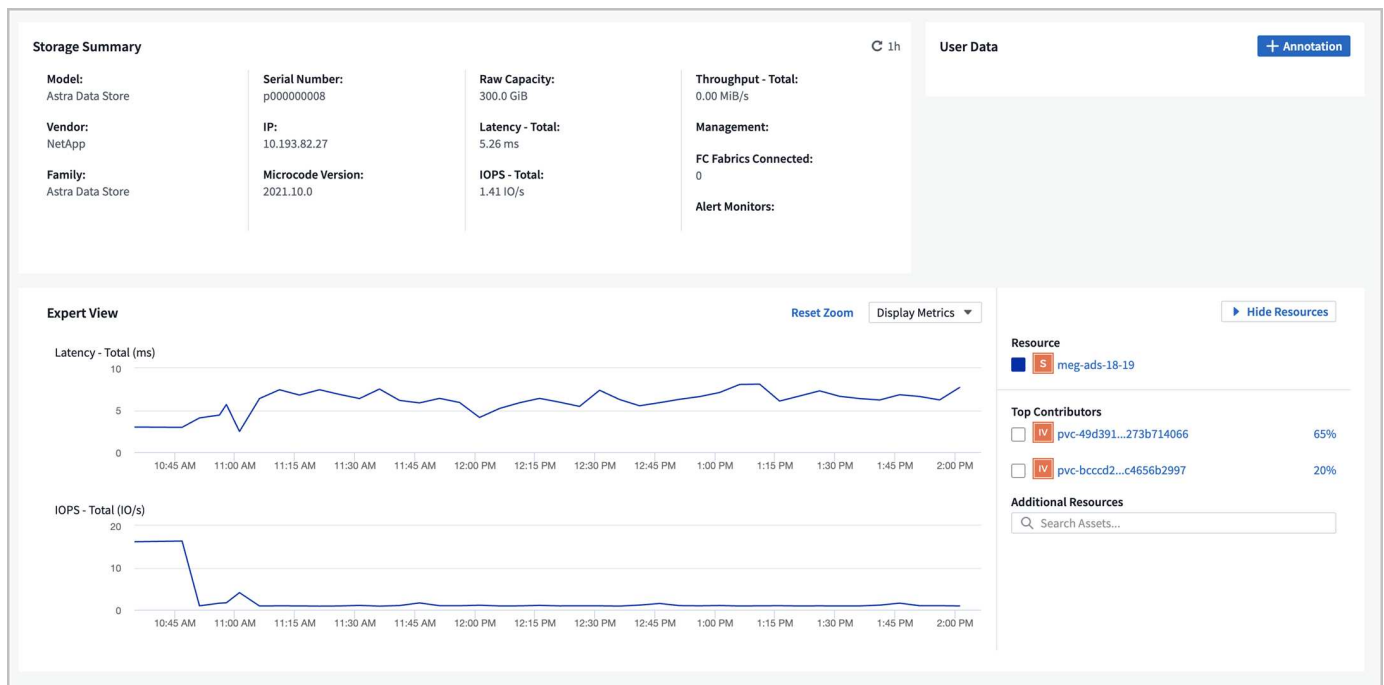 Storage Summary
1h
Model:
Astra Data Store
Vendor:
NetApp
Family:
Astra Data Store
Serial Number:
p000000008
IP:
10.193.82.27
Microcode Version:
2021.10.0
Raw Capacity:
300.0 GiB
Latency - Total:
5.26 ms
IOPS - Total:
1.41 IO/s
Throughput - Total:
0.00 MiB/s
Management:
FC Fabrics Connected:
0
Alert Monitors:
User Data
+ Annotation
Expert View
Reset Zoom
Display Metrics
Latency - Total (ms)
10
5
0
10:45 AM 11:00 AM 11:15 AM 11:30 AM 11:45 AM 12:00 PM 12:15 PM 12:30 PM 12:45 PM 1:00 PM 1:15 PM 1:30 PM 1:45 PM 2:00 PM
IOPS - Total (IO/s)
20
10
0
10:45 AM 11:00 AM 11:15 AM 11:30 AM 11:45 AM 12:00 PM 12:15 PM 12:30 PM 12:45 PM 1:00 PM 1:15 PM 1:30 PM 1:45 PM 2:00 PM
Hide Resources
Resource
S meg-ads-18-19
Top Contributors
IV pvc-49d391...273b714066 65%
IV pvc-bcccd2...c4656b2997 20%
Additional Resources
Search Assets...